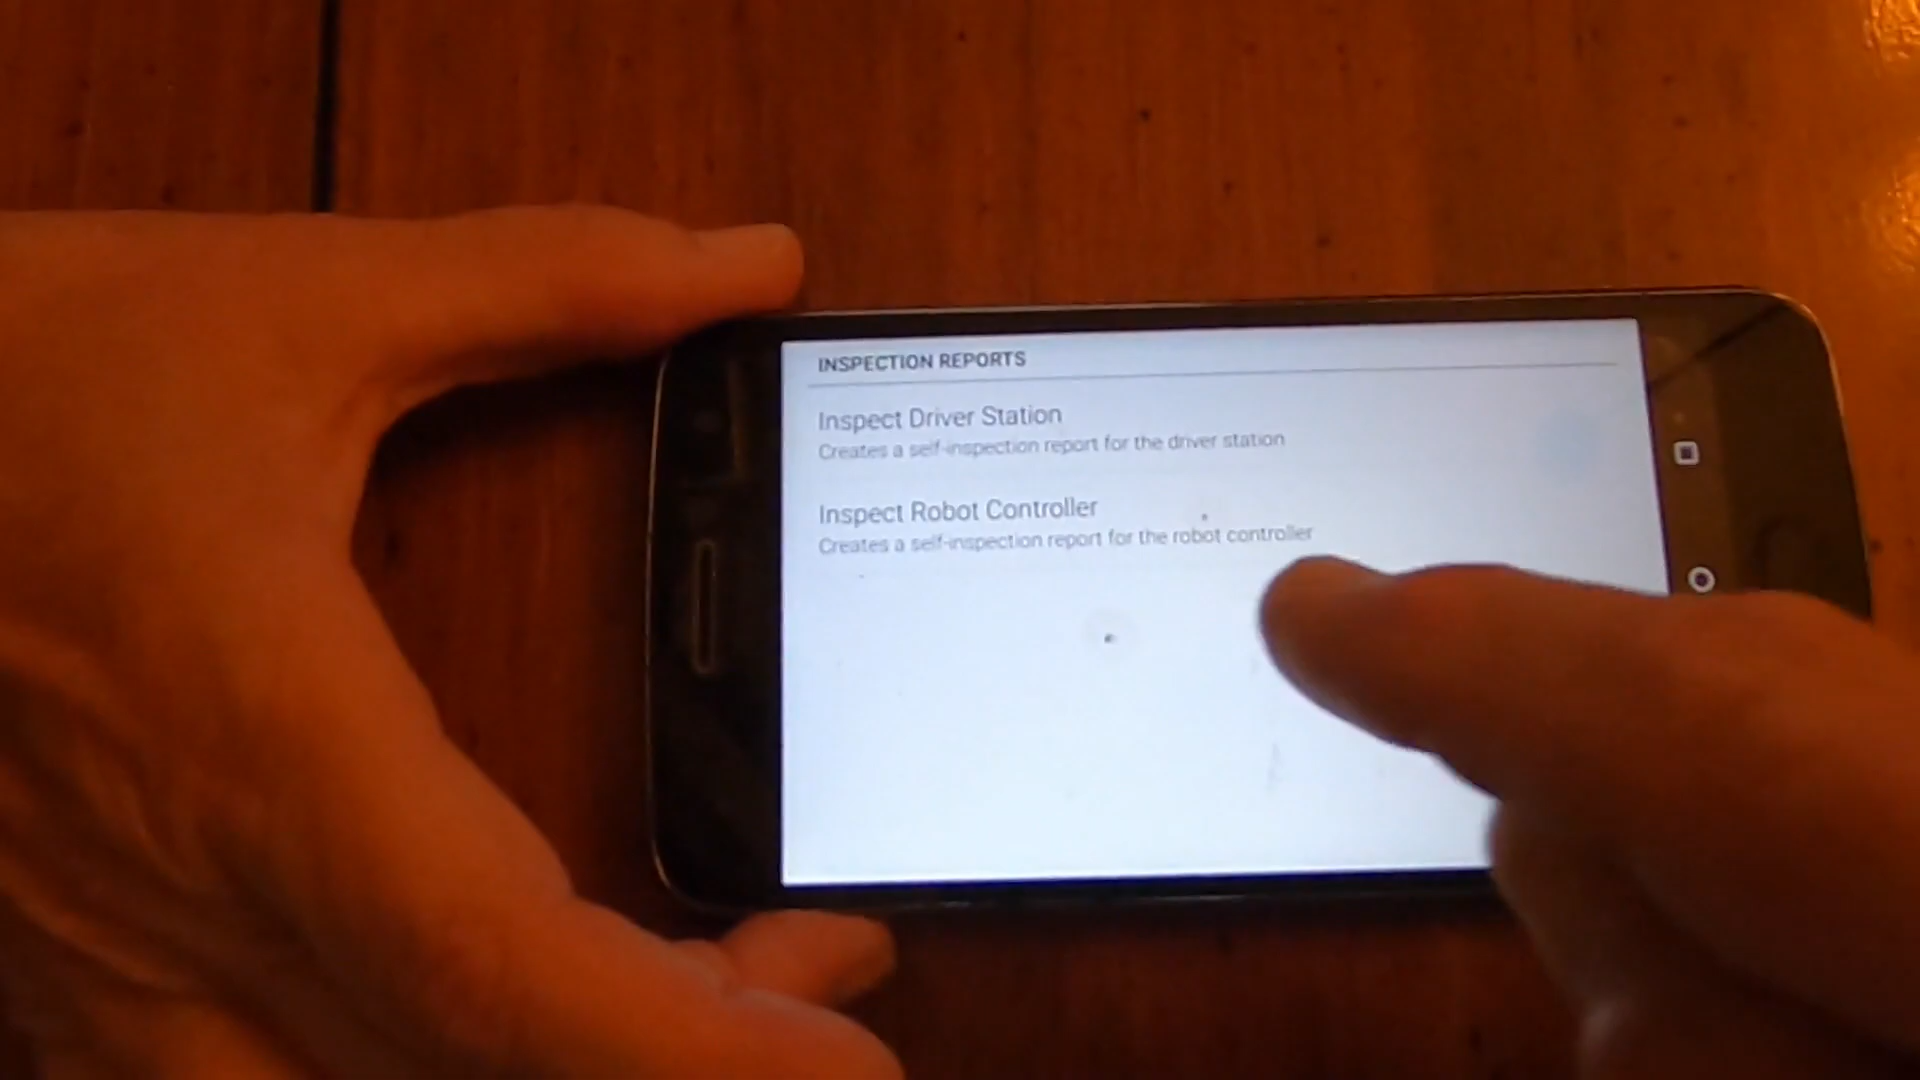 INSPECTION REPORTS
Inspect Driver Station
Creates a self-inspection report for the driver station
Inspect Robot Controller
Creates a self-inspection report for the robot controller